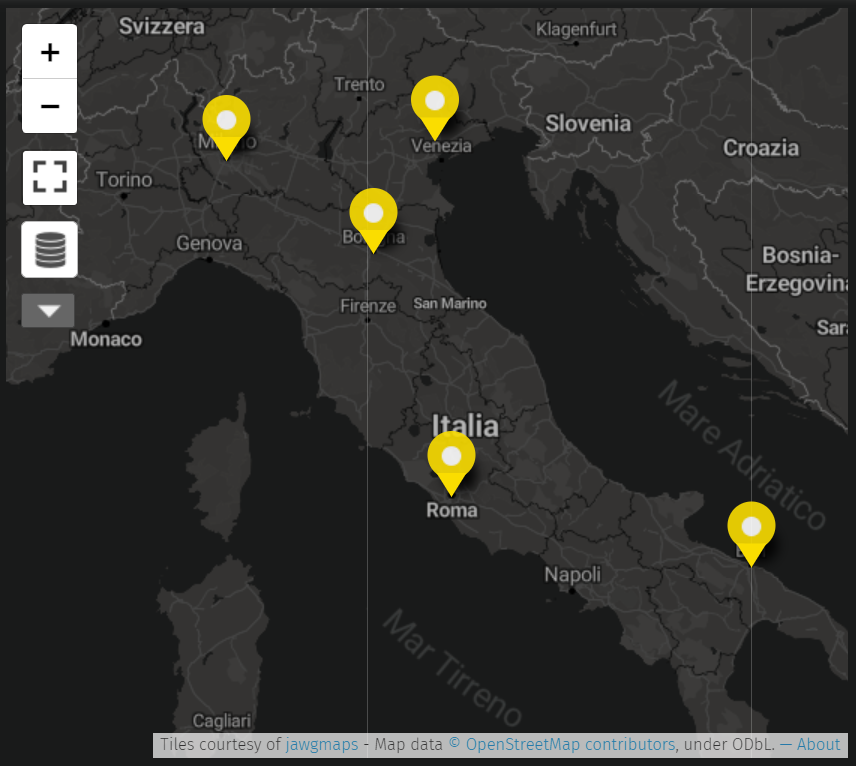 Svizzera
Klagenfurt
+
Trento
−
Slovenia
Venezia
Croazia
Torino
Genova
Bosnia-
Erzegovina
Firenze
San Marino
Monaco
Italia
Mare Adriatico
Roma
Napoli
Mar Tirreno
Cagliari
Tiles courtesy of jawgmaps - Map data © OpenStreetMap contributors, under ODbL. — About